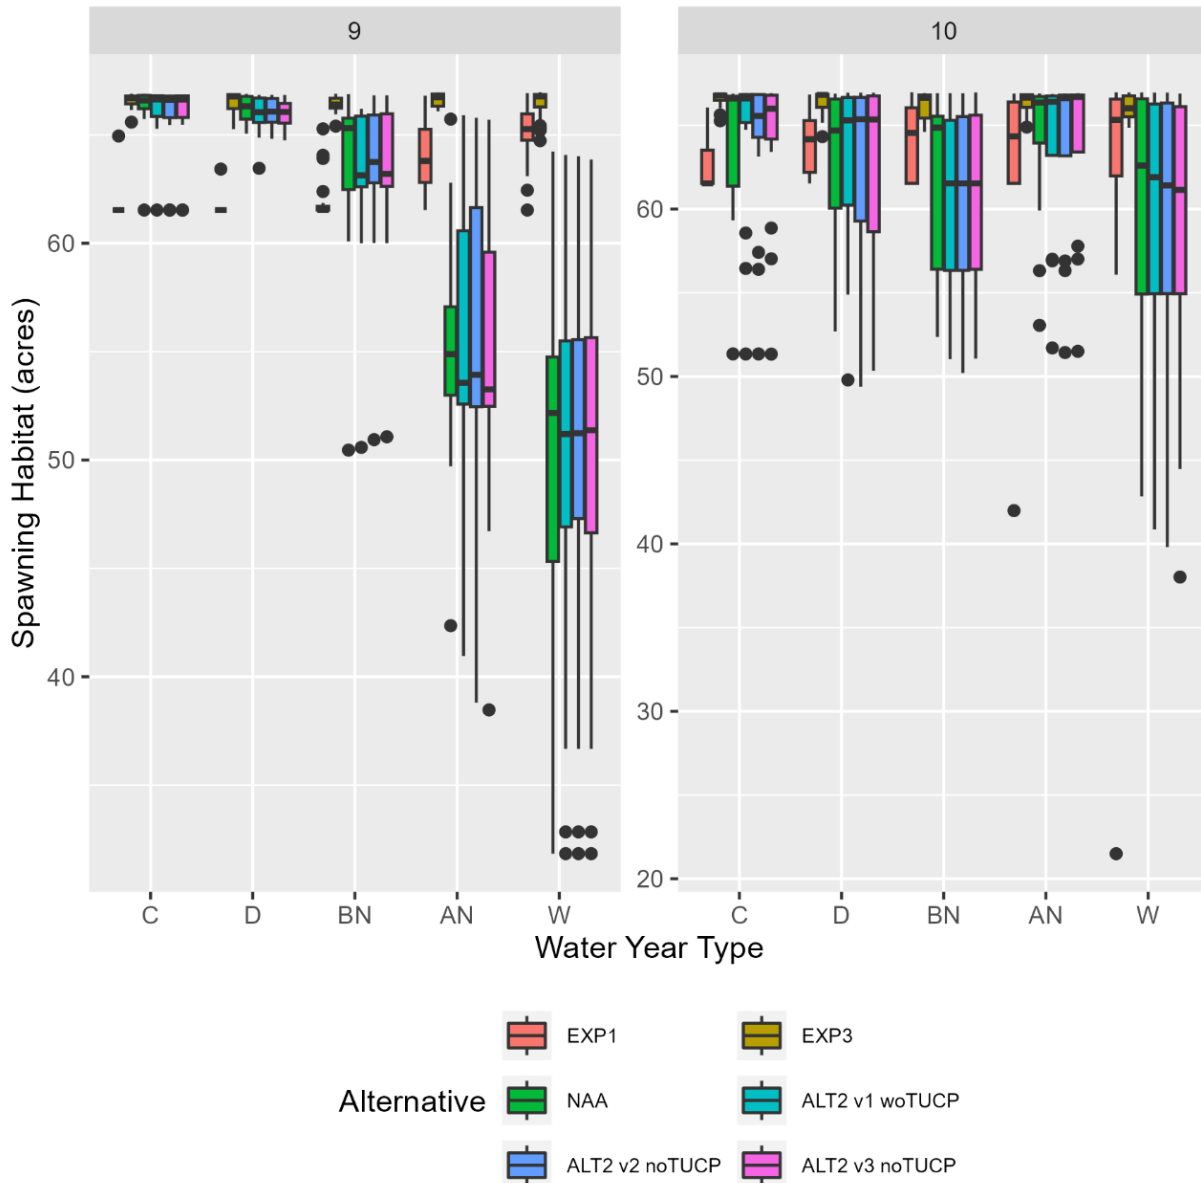 9
10
Spawning Habitat (acres)
60
50
40
60
50
40
30
20
C D BN AN W
C D BN AN W
Water Year Type
Alternative
EXP1
EXP3
NAA
ALT2 v1 woTUCP
ALT2 v2 noTUCP
ALT2 v3 noTUCP